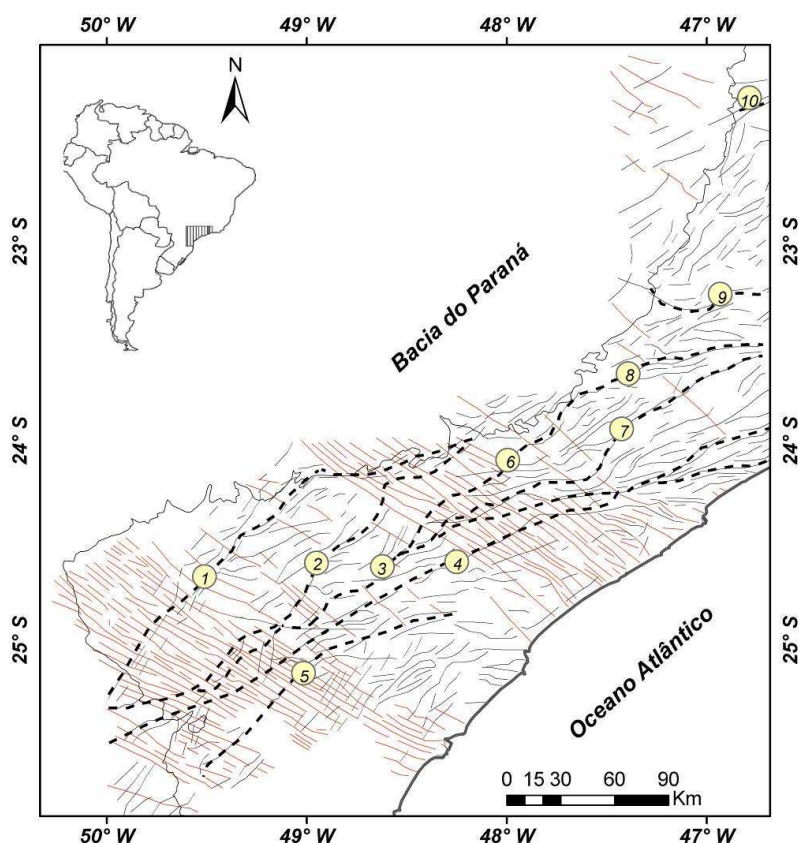 50° W 49° W 48° W 47° W
N
10
23° S 23° S
9
Bacia do Paraná
8
7
24° S 24° S
6
1
2
3
4
25° S 25° S
5
Oceano Atlântico
0 15 30 60 90
Km
50° W 49° W 48° W 47° W